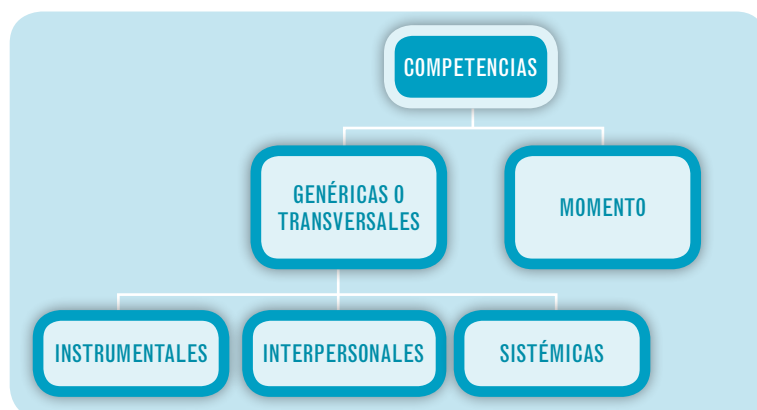 COMPETENCIAS
GENÉRICAS O
TRANSVERSALES
MOMENTO
INSTRUMENTALES
INTERPERSONALES
SISTÉMICAS